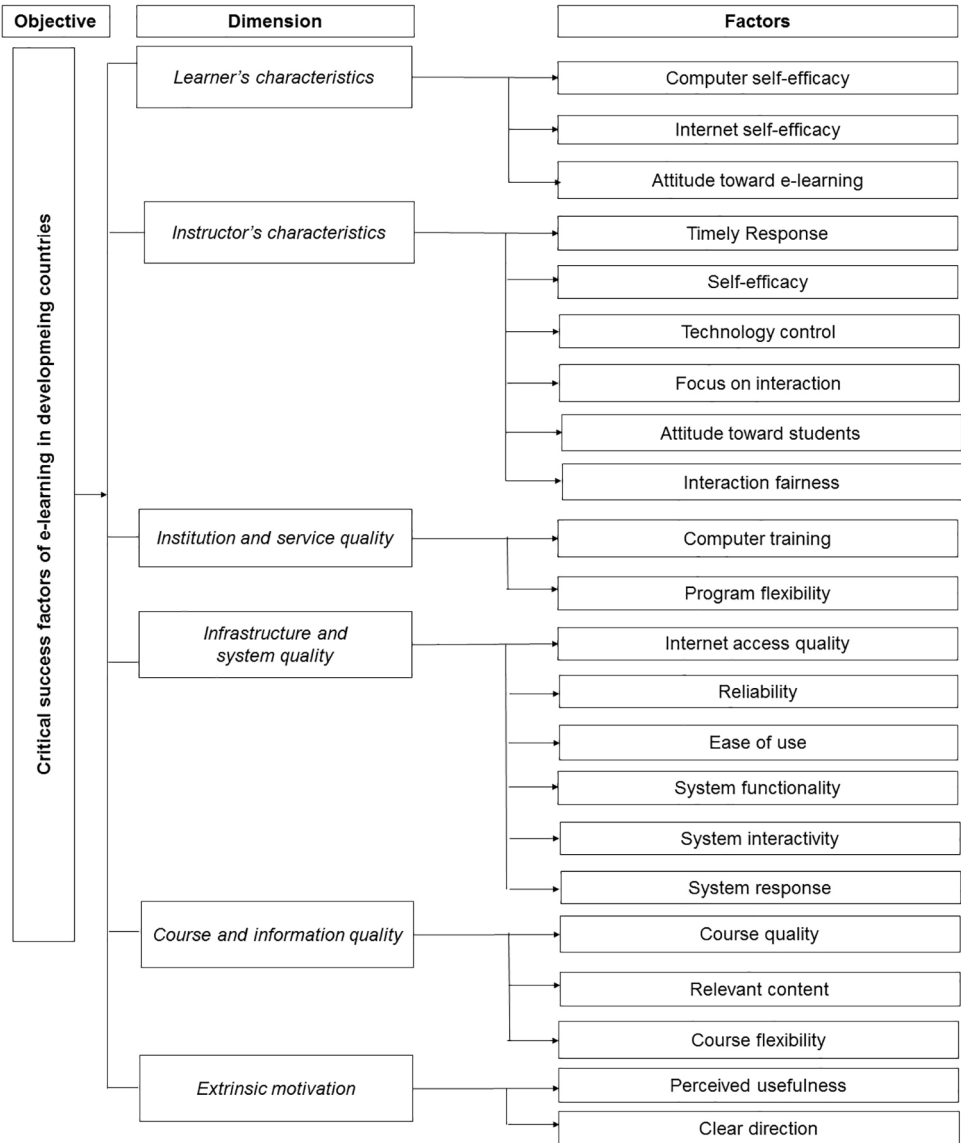 Objective
Dimension
Factors
Critical success factors of e-learning in developmeing countries
Learner's characteristics
Computer self-efficacy
Internet self-efficacy
Attitude toward e-learning
Instructor's characteristics
Timely Response
Self-efficacy
Technology control
Focus on interaction
Attitude toward students
Interaction fairness
Institution and service quality
Computer training
Program flexibility
Infrastructure and
system quality
Internet access quality
Reliability
Ease of use
System functionality
System interactivity
System response
Course and information quality
Course quality
Relevant content
Course flexibility
Extrinsic motivation
Perceived usefulness
Clear direction